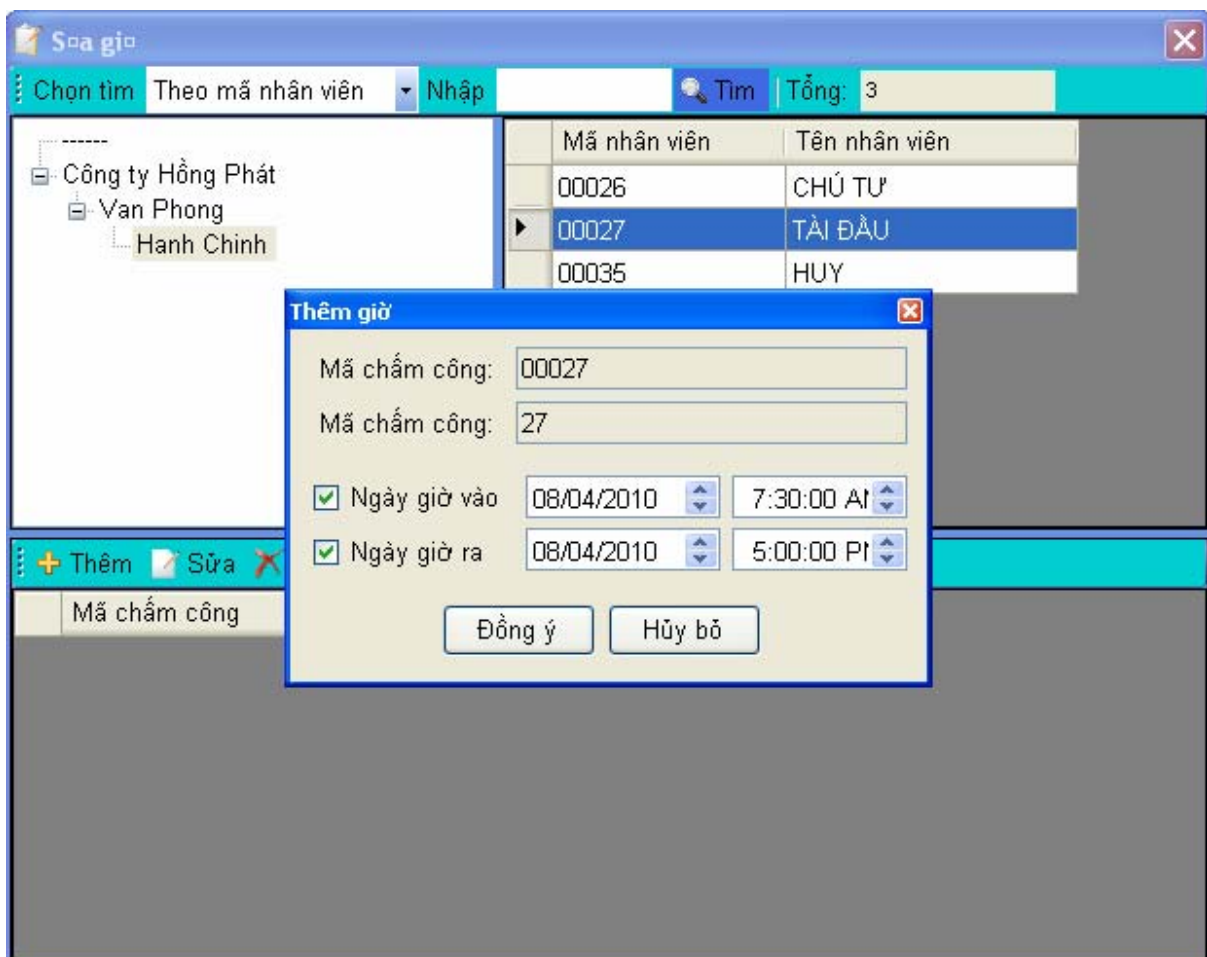 S¤a gi¤
Chọn tìm Theo mã nhân viên Nhập Tìm Tổng: 3
------
Công ty Hồng Phát
Van Phong
Hanh Chinh
Mã nhân viên Tên nhân viên
00026 CHÚ TƯ
00027 TÀI ĐẦU
00035 HUY
Thêm giờ
Mã chấm công: 00027
Mã chấm công: 27
Ngày giờ vào 08/04/2010 7:30:00 AM
Ngày giờ ra 08/04/2010 5:00:00 PM
Đồng ý Hủy bỏ
Thêm Sửa
Mã chấm công